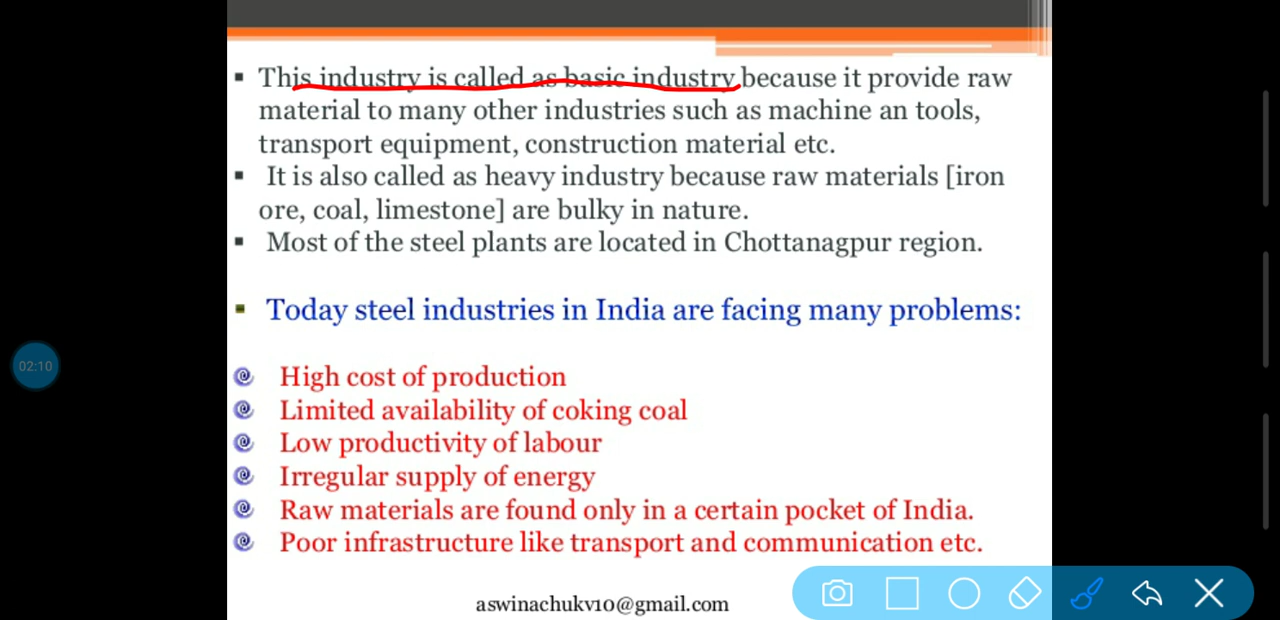 This industry is called as basic industry because it provide raw
material to many other industries such as machine an tools,
transport equipment, construction material etc.
It is also called as heavy industry because raw materials [iron
ore, coal, limestone] are bulky in nature.
Most of the steel plants are located in Chottanagpur region.
Today steel industries in India are facing many problems:
High cost of production
Limited availability of coking coal
Low productivity of labour
Irregular supply of energy
Raw materials are found only in a certain pocket of India.
Poor infrastructure like transport and communication etc.
aswinachukv10@gmail.com
02:10